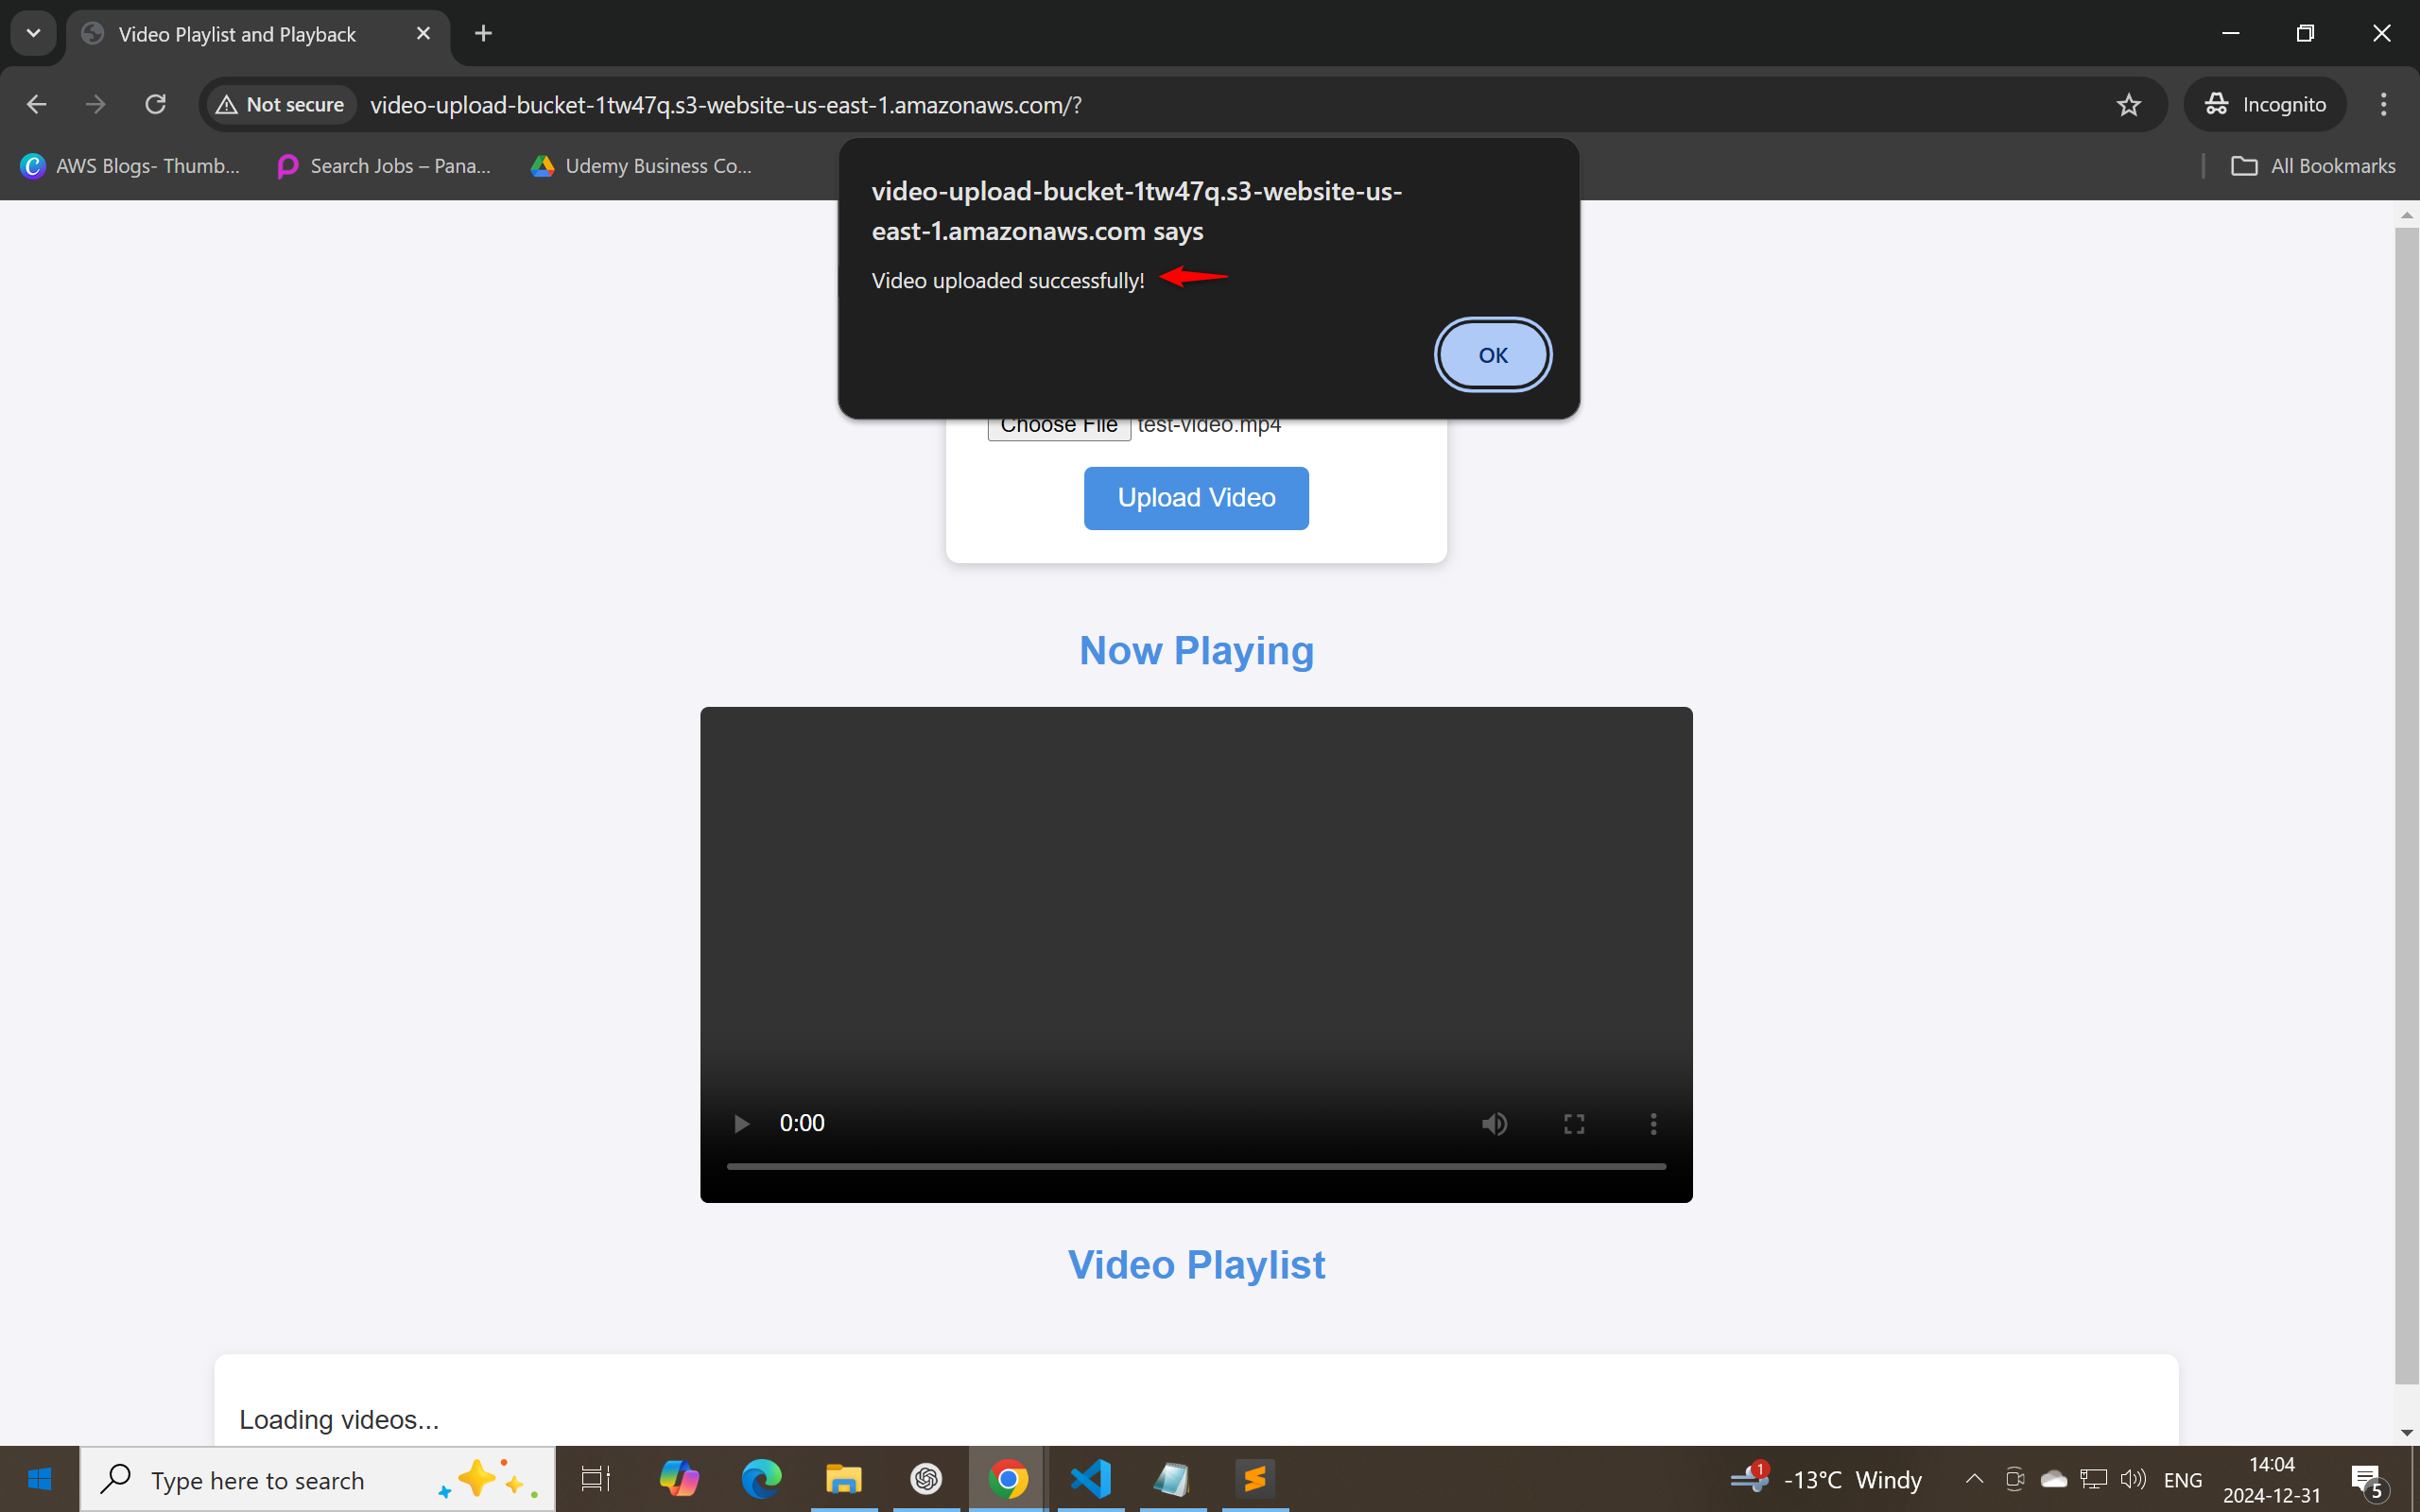 Video Playlist and Playback
Not secure
video-upload-bucket-1tw47q.s3-website-us-east-1.amazonaws.com/?
Incognito
AWS Blogs- Thumb...
Search Jobs – Pana...
Udemy Business Co...
All Bookmarks
video-upload-bucket-1tw47q.s3-website-us-
east-1.amazonaws.com says
Video uploaded successfully!
OK
Choose File test-video.mp4
Upload Video
Now Playing
0:00
Video Playlist
Loading videos...
Type here to search
1
-13°C Windy
ENG
14:04
2024-12-31
5